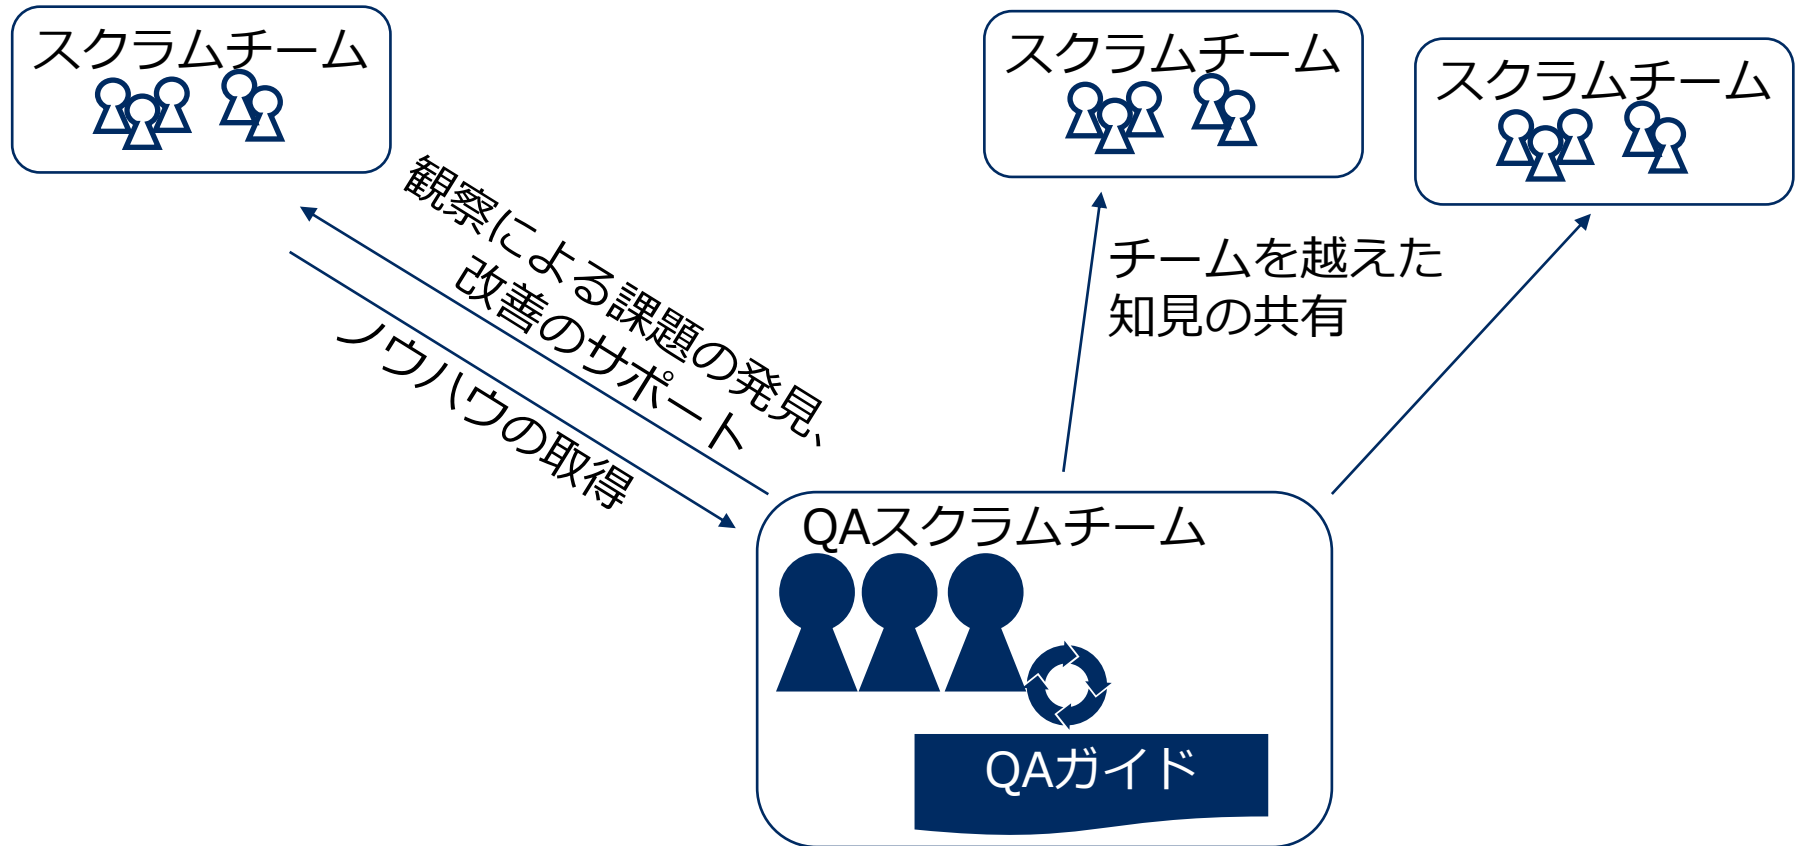 スクラムチーム
スクラムチーム
スクラムチーム
観察による課題の発見、
改善のサポート
ノウハウの取得
チームを越えた
知見の共有
QAスクラムチーム
QAガイド